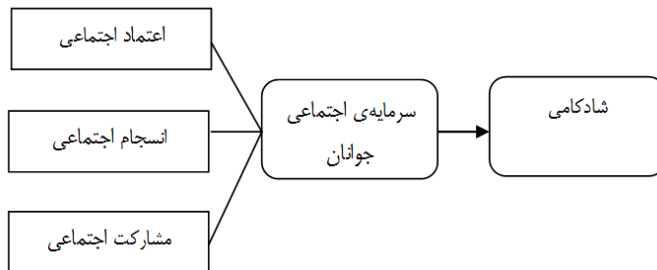 اعتماد اجتماعی
انسجام اجتماعی
مشارکت اجتماعی
سرمایه‌ی اجتماعی
جوانان
شادکامی